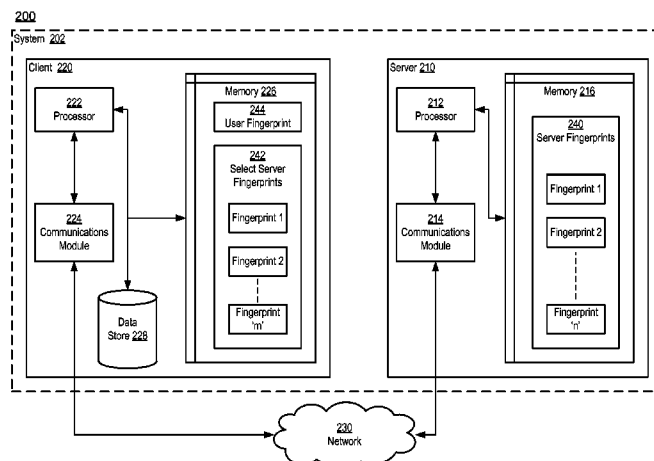 200
System 202
Client 220
222
Processor
224
Communications
Module
Data
Store 228
Memory 226
244
User Fingerprint
242
Select Server
Fingerprints
Fingerprint 1
Fingerprint 2
Fingerprint
'm'
Server 210
212
Processor
214
Communications
Module
Memory 216
240
Server Fingerprints
Fingerprint 1
Fingerprint 2
Fingerprint
'n'
230
Network